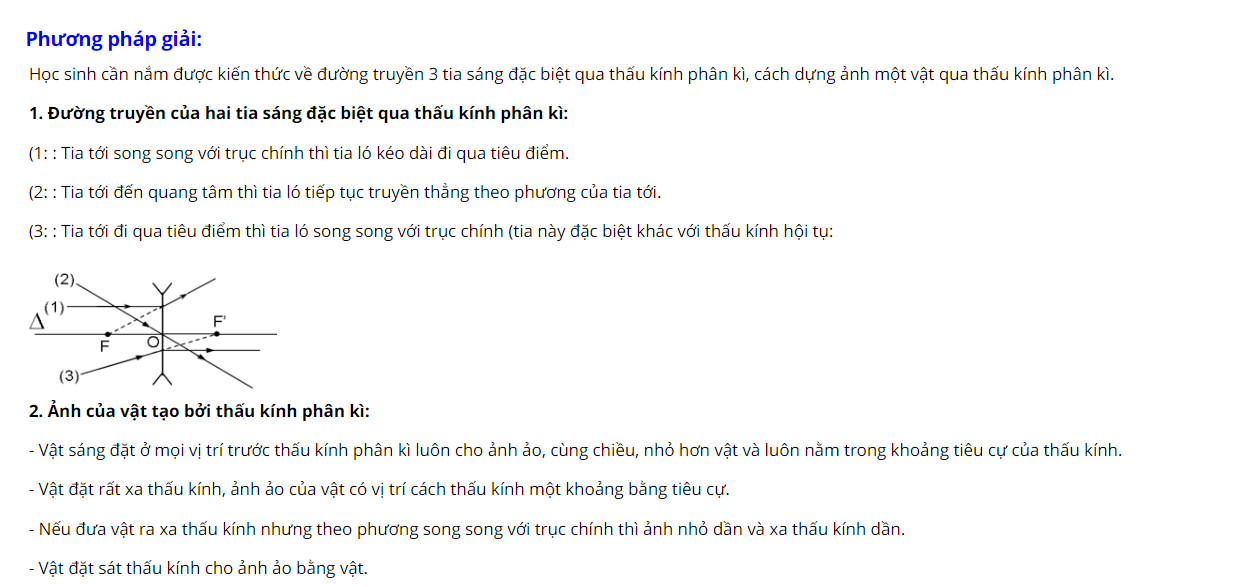 Phương pháp giải:
Học sinh cần nắm được kiến thức về đường truyền 3 tia sáng đặc biệt qua thấu kính phân kì, cách dựng ảnh một vật qua thấu kính phân kì.
1. Đường truyền của hai tia sáng đặc biệt qua thấu kính phân kì:
(1: : Tia tới song song với trục chính thì tia ló kéo dài đi qua tiêu điểm.
(2: : Tia tới đến quang tâm thì tia ló tiếp tục truyền thẳng theo phương của tia tới.
(3: : Tia tới đi qua tiêu điểm thì tia ló song song với trục chính (tia này đặc biệt khác với thấu kính hội tụ:
(2)
(1)
Δ
F'
F
O
(3)
2. Ảnh của vật tạo bởi thấu kính phân kì:
- Vật sáng đặt ở mọi vị trí trước thấu kính phân kì luôn cho ảnh ảo, cùng chiều, nhỏ hơn vật và luôn nằm trong khoảng tiêu cự của thấu kính.
- Vật đặt rất xa thấu kính, ảnh ảo của vật có vị trí cách thấu kính một khoảng bằng tiêu cự.
- Nếu đưa vật ra xa thấu kính nhưng theo phương song song với trục chính thì ảnh nhỏ dần và xa thấu kính dần.
- Vật đặt sát thấu kính cho ảnh ảo bằng vật.